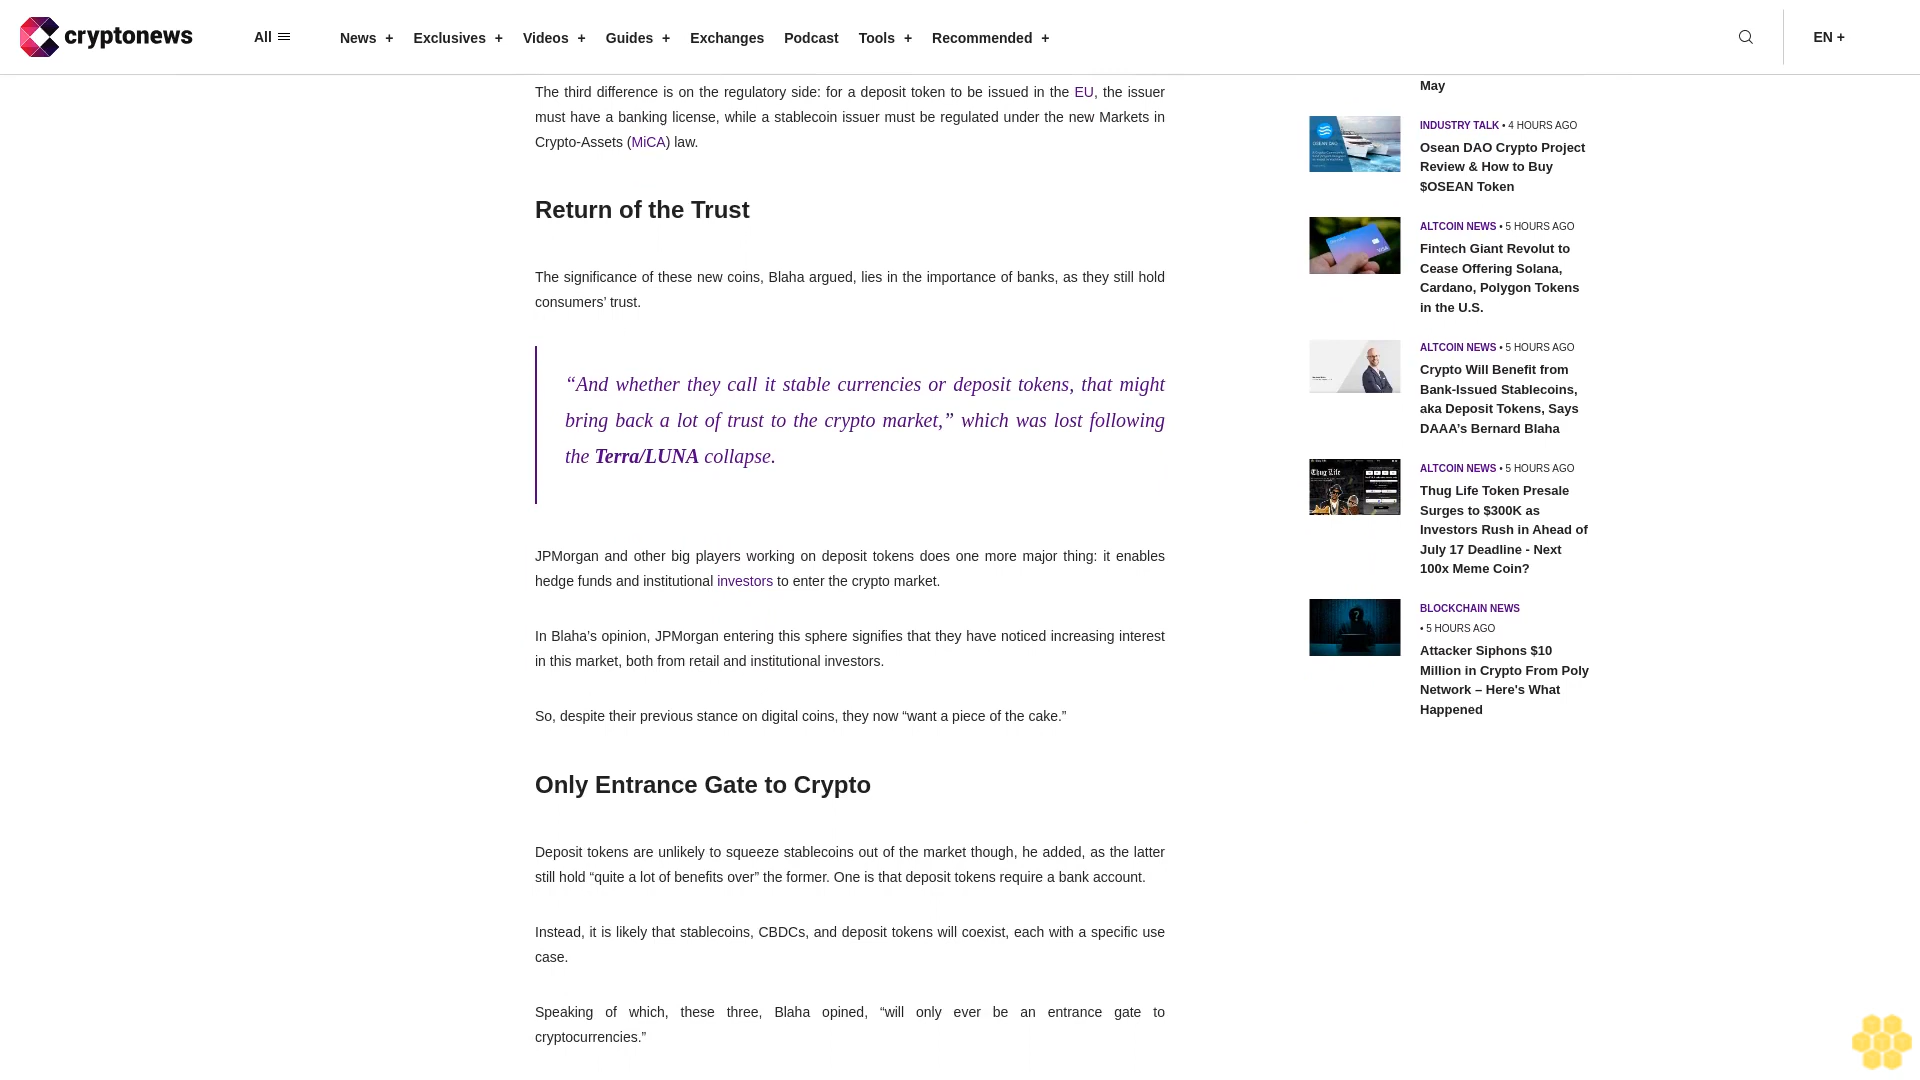 cryptonews
All
News +
Exclusives +
Videos +
Guides +
Exchanges
Podcast
Tools +
Recommended +
EN +
The third difference is on the regulatory side: for a deposit token to be issued in the EU, the issuer
must have a banking license, while a stablecoin issuer must be regulated under the new Markets in
Crypto-Assets (MiCA) law.
Return of the Trust
The significance of these new coins, Blaha argued, lies in the importance of banks, as they still hold
consumers’ trust.
“And whether they call it stable currencies or deposit tokens, that might
bring back a lot of trust to the crypto market,” which was lost following
the Terra/LUNA collapse.
JPMorgan and other big players working on deposit tokens does one more major thing: it enables
hedge funds and institutional investors to enter the crypto market.
In Blaha’s opinion, JPMorgan entering this sphere signifies that they have noticed increasing interest
in this market, both from retail and institutional investors.
So, despite their previous stance on digital coins, they now “want a piece of the cake.”
Only Entrance Gate to Crypto
Deposit tokens are unlikely to squeeze stablecoins out of the market though, he added, as the latter
still hold “quite a lot of benefits over” the former. One is that deposit tokens require a bank account.
Instead, it is likely that stablecoins, CBDCs, and deposit tokens will coexist, each with a specific use
case.
Speaking of which, these three, Blaha opined, “will only ever be an entrance gate to
cryptocurrencies.”
May
OSEAN DAO
INDUSTRY TALK • 4 HOURS AGO
Osean DAO Crypto Project
Review & How to Buy
$OSEAN Token
VISA
ALTCOIN NEWS • 5 HOURS AGO
Fintech Giant Revolut to
Cease Offering Solana,
Cardano, Polygon Tokens
in the U.S.
ALTCOIN NEWS • 5 HOURS AGO
Crypto Will Benefit from
Bank-Issued Stablecoins,
aka Deposit Tokens, Says
DAAA’s Bernard Blaha
Thug Life
ALTCOIN NEWS • 5 HOURS AGO
Thug Life Token Presale
Surges to $300K as
Investors Rush in Ahead of
July 17 Deadline - Next
100x Meme Coin?
?
BLOCKCHAIN NEWS
• 5 HOURS AGO
Attacker Siphons $10
Million in Crypto From Poly
Network – Here's What
Happened